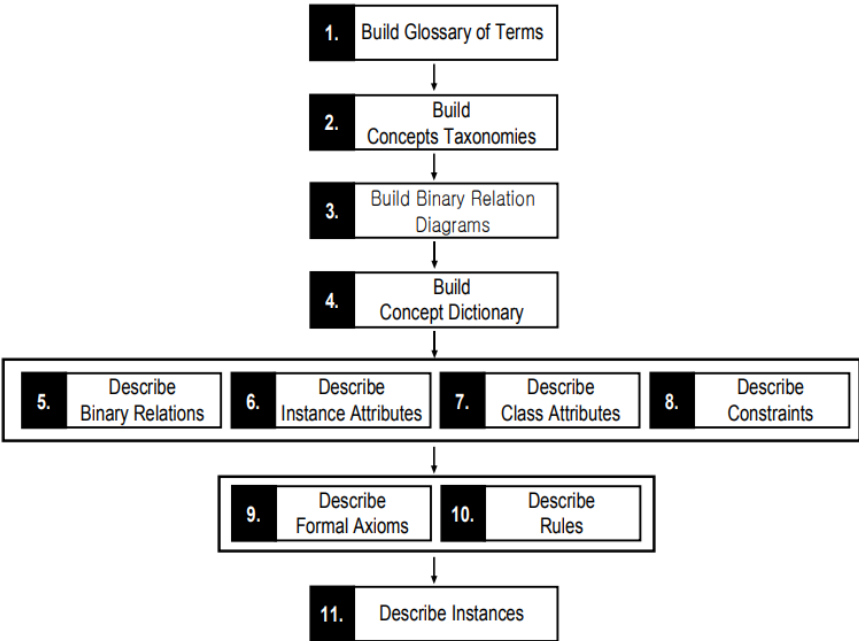 1. Build Glossary of Terms
2. Build
Concepts Taxonomies
3. Build Binary Relation
Diagrams
4. Build
Concept Dictionary
5. Describe
Binary Relations
6. Describe
Instance Attributes
7. Describe
Class Attributes
8. Describe
Constraints
9. Describe
Formal Axioms
10. Describe
Rules
11. Describe Instances